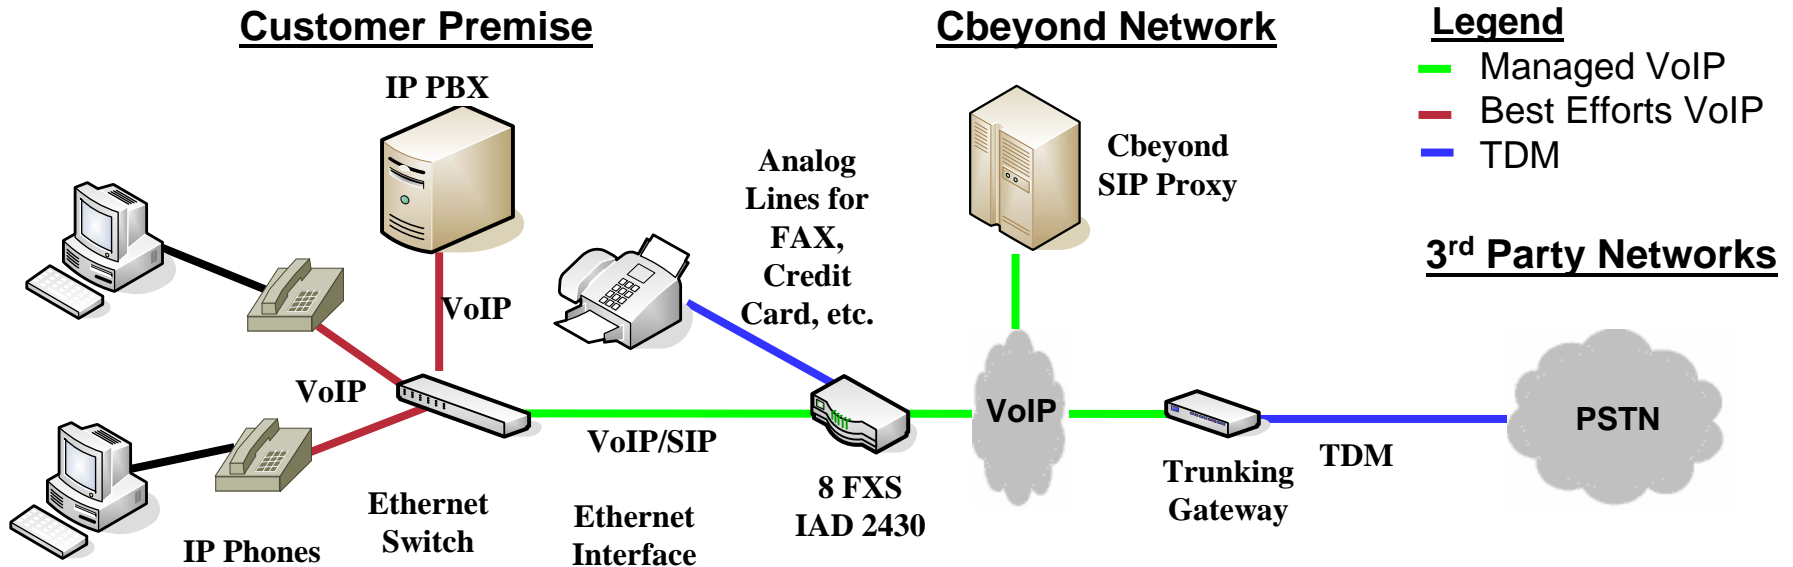 Customer Premise
Cbeyond Network
Legend
Managed VoIP
Best Efforts VoIP
TDM
IP PBX
Analog
Lines for
FAX,
Credit
Card, etc.
Cbeyond
SIP Proxy
3rd Party Networks
VoIP
VoIP
VoIP/SIP
VoIP
PSTN
TDM
Trunking
Gateway
8 FXS
IAD 2430
Ethernet
Switch
Ethernet
Interface
IP Phones